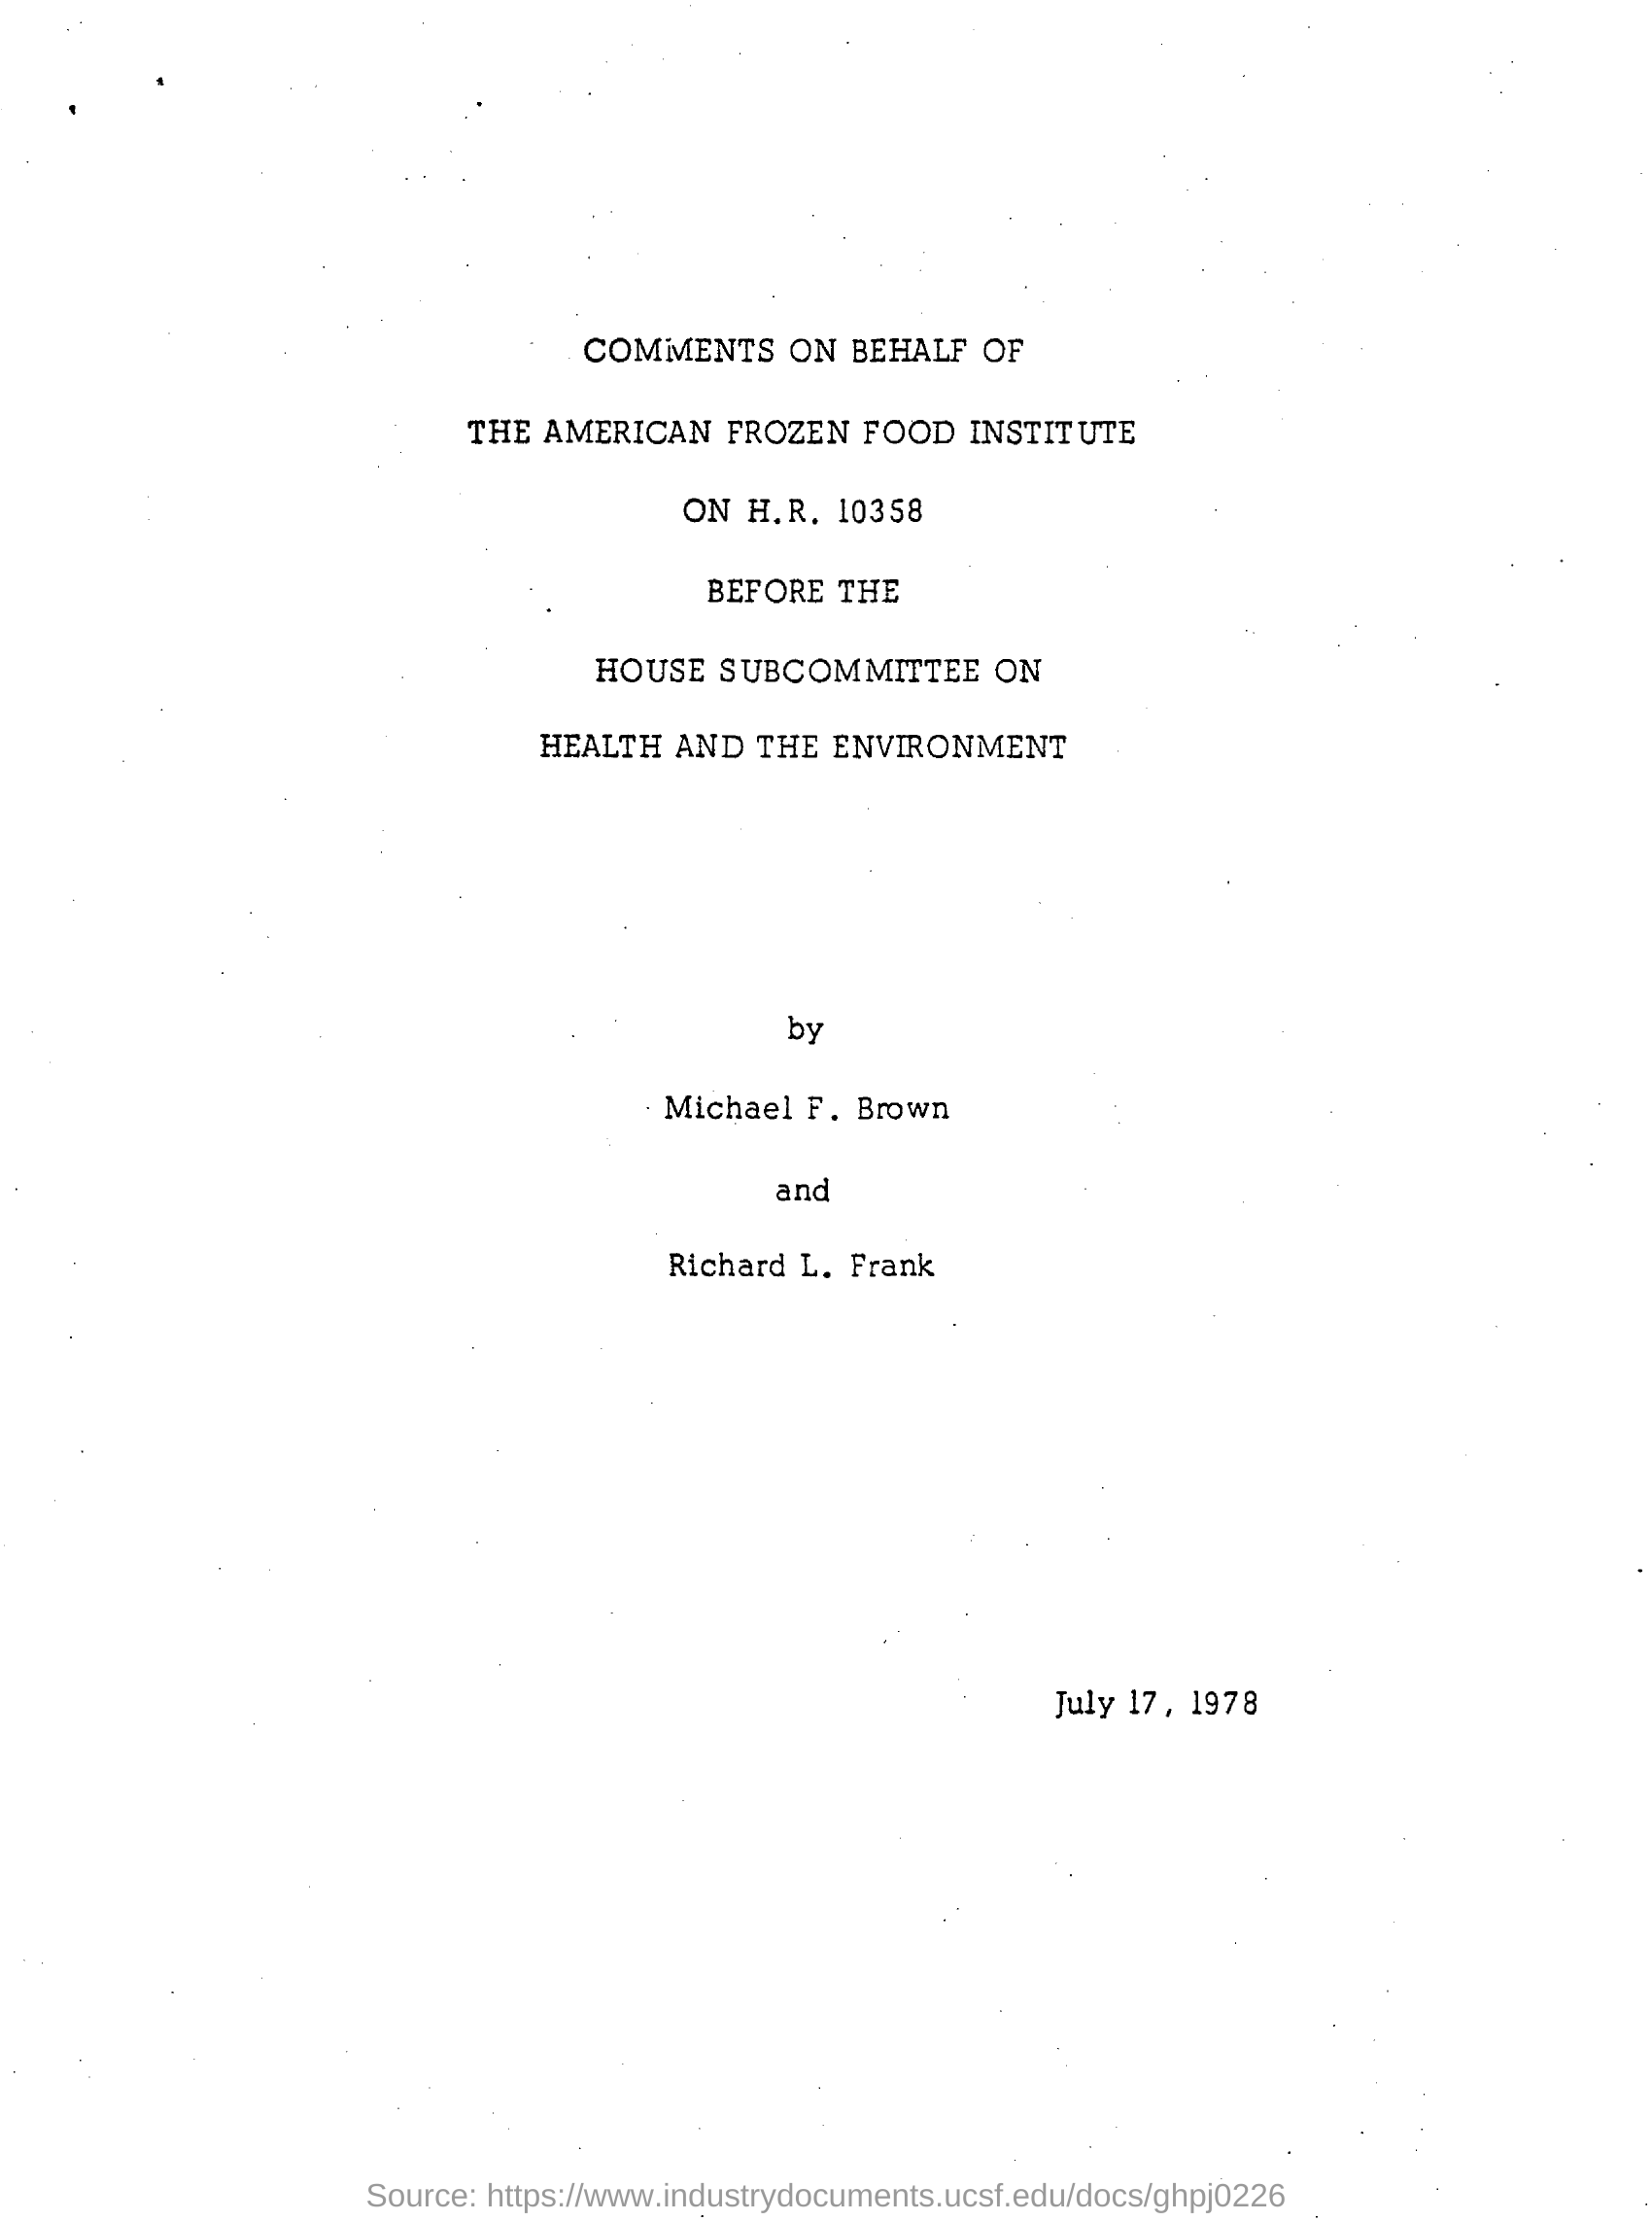 COMMENTS ON BEHALF OF
THE AMERICAN FROZEN FOOD INSTITUTE
ON H.R. 10358
BEFORE THE
HOUSE SUBCOMMITTEE ON
HEALTH AND THE ENVIRONMENT
by
Michael F. Brown
and
Richard L. Frank
July 17, 1978
Source: https://www.industrydocuments.ucsf.edu/docs/ghpj0226